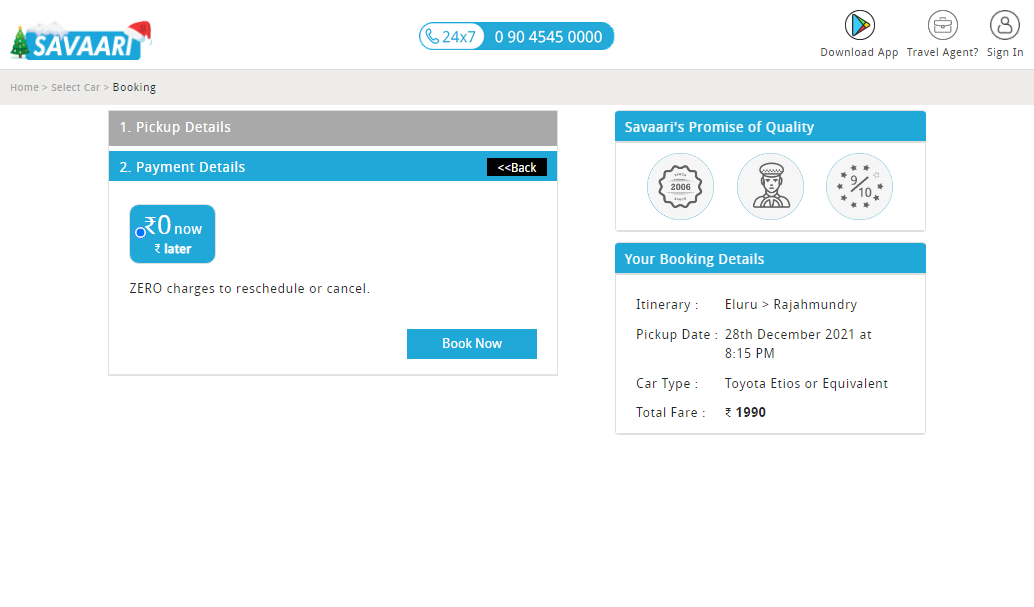 SAVAARI
24x7 0 90 4545 0000
Download App
Travel Agent?
Sign In
Home > Select Car > Booking
1. Pickup Details
2. Payment Details
<<Back
₹0 now
₹ later
ZERO charges to reschedule or cancel.
Book Now
Savaari's Promise of Quality
2006
9/10
Your Booking Details
Itinerary : Eluru > Rajahmundry
Pickup Date : 28th December 2021 at
8:15 PM
Car Type : Toyota Etios or Equivalent
Total Fare : ₹ 1990